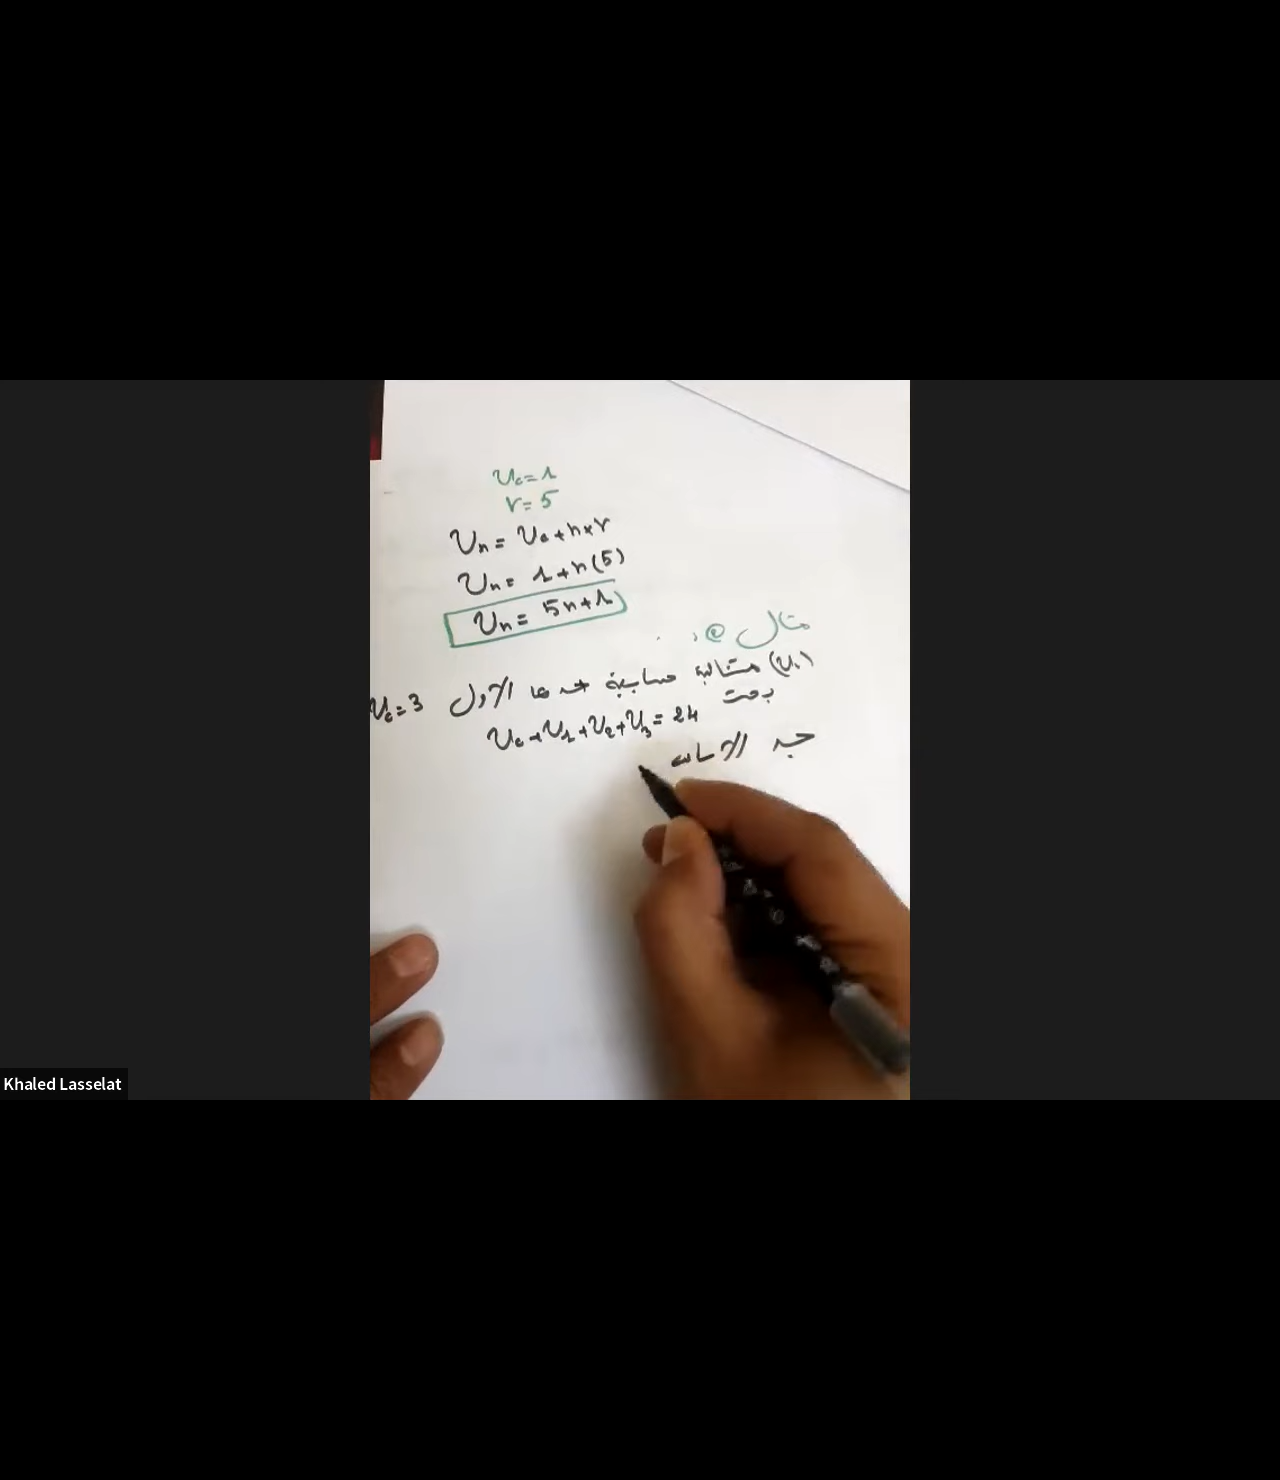 U₀=1
r=5
Uₙ= U₀+n×r
Uₙ= 1+n(5)
Uₙ= 5n+1
مثال
(Uₙ) متتالية حسابية حدها الأول U₀=3
بحيث
U₀+U₁+U₂+U₃=24
جد الأساس
Khaled Lasselat